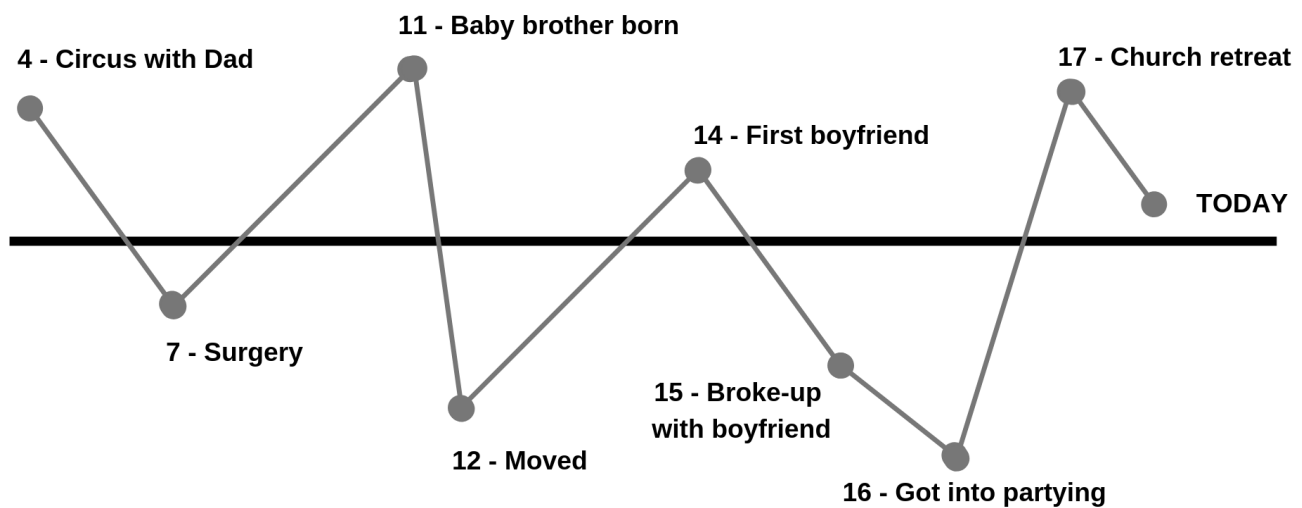 4 - Circus with Dad
7 - Surgery
11 - Baby brother born
12 - Moved
14 - First boyfriend
15 - Broke-up
with boyfriend
16 - Got into partying
17 - Church retreat
TODAY